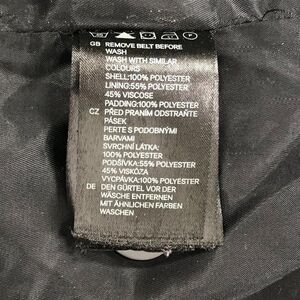 GB REMOVE BELT BEFORE
WASH
WASH WITH SIMILAR
COLOURS
SHELL:100% POLYESTER
LINING:55% POLYESTER
45% VISCOSE
PADDING:100% POLYESTER
CZ PŘED PRANÍM ODSTRAŇTE
PÁSEK
PERTE S PODOBNÝMI
BARVAMI
SVRCHNÍ LÁTKA:
100% POLYESTER
PODŠÍVKA:55% POLYESTER
45% VISKÓZA
VYCPÁVKA:100% POLYESTER
DE DEN GÜRTEL VOR DER
WÄSCHE ENTFERNEN
MIT ÄHNLICHEN FARBEN
WASCHEN